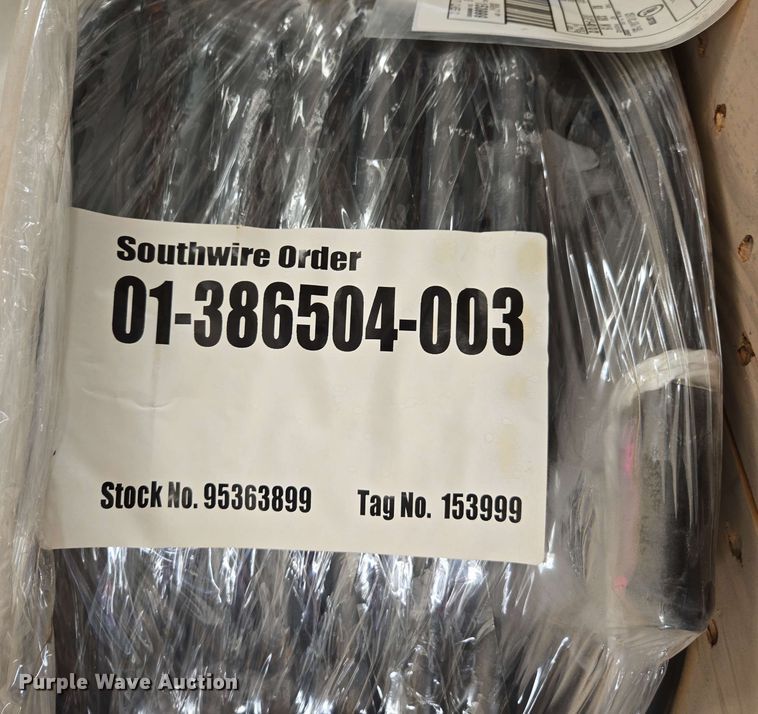 Southwire Order
01-386504-003
Stock No. 95363899 Tag No. 153999
Purple Wave Auction